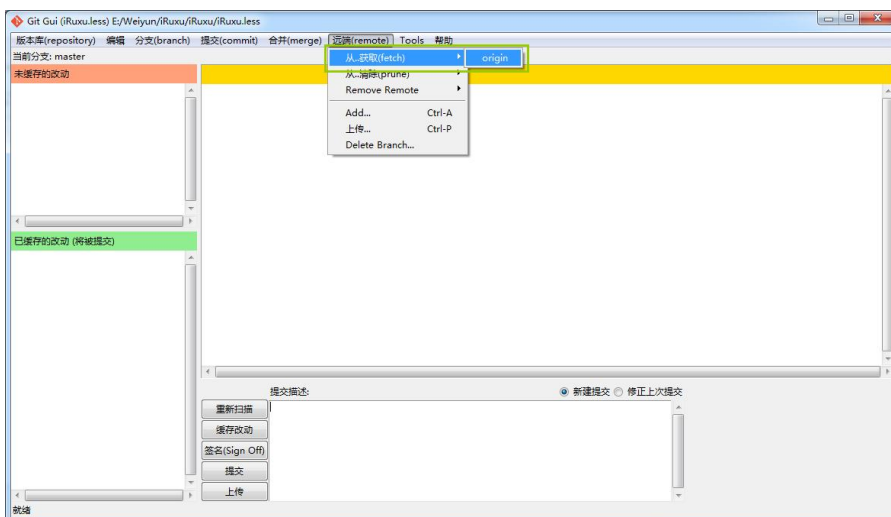 Git Gui (iRuxu.less) E:/Weiyun/iRuxu/iRuxu/iRuxu.less
版本库(repository) 编辑 分支(branch) 提交(commit) 合并(merge) 远端(remote) Tools 帮助
当前分支: master
从..获取(fetch) origin
从..清除(prune)
Remove Remote
Add... Ctrl-A
上传... Ctrl-P
Delete Branch...
未缓存的改动
已缓存的改动 (将被提交)
提交描述: 新建提交 修正上次提交
重新扫描
缓存改动
签名(Sign Off)
提交
上传
就绪